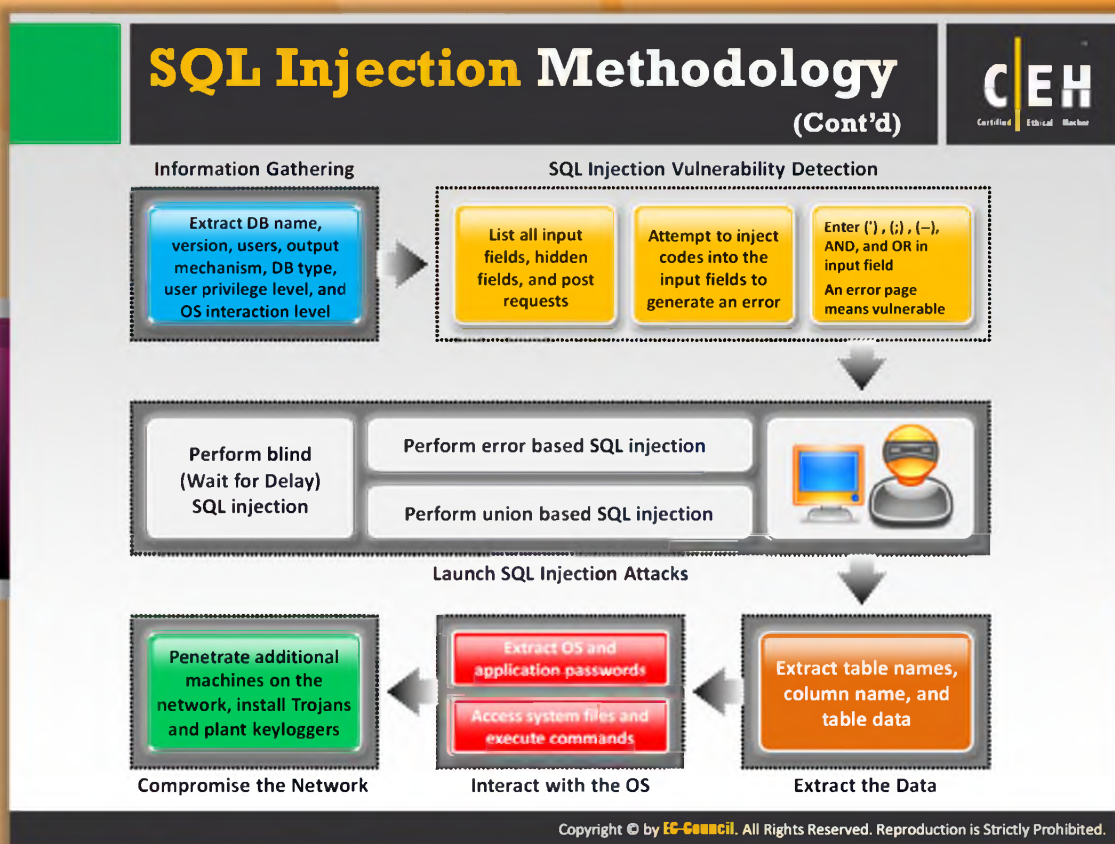 SQL Injection Methodology
(Cont'd)
C|EH
Certified Ethical Hacker
Information Gathering
Extract DB name,
version, users, output
mechanism, DB type,
user privilege level, and
OS interaction level
SQL Injection Vulnerability Detection
List all input
fields, hidden
fields, and post
requests
Attempt to inject
codes into the
input fields to
generate an error
Enter (') , (;) , (–),
AND, and OR in
input field
An error page
means vulnerable
Perform blind
(Wait for Delay)
SQL injection
Perform error based SQL injection
Perform union based SQL injection
Launch SQL Injection Attacks
Penetrate additional
machines on the
network, install Trojans
and plant keyloggers
Compromise the Network
Extract OS and
application passwords
Access system files and
execute commands
Interact with the OS
Extract table names,
column name, and
table data
Extract the Data
Copyright © by EC-Council. All Rights Reserved. Reproduction is Strictly Prohibited.